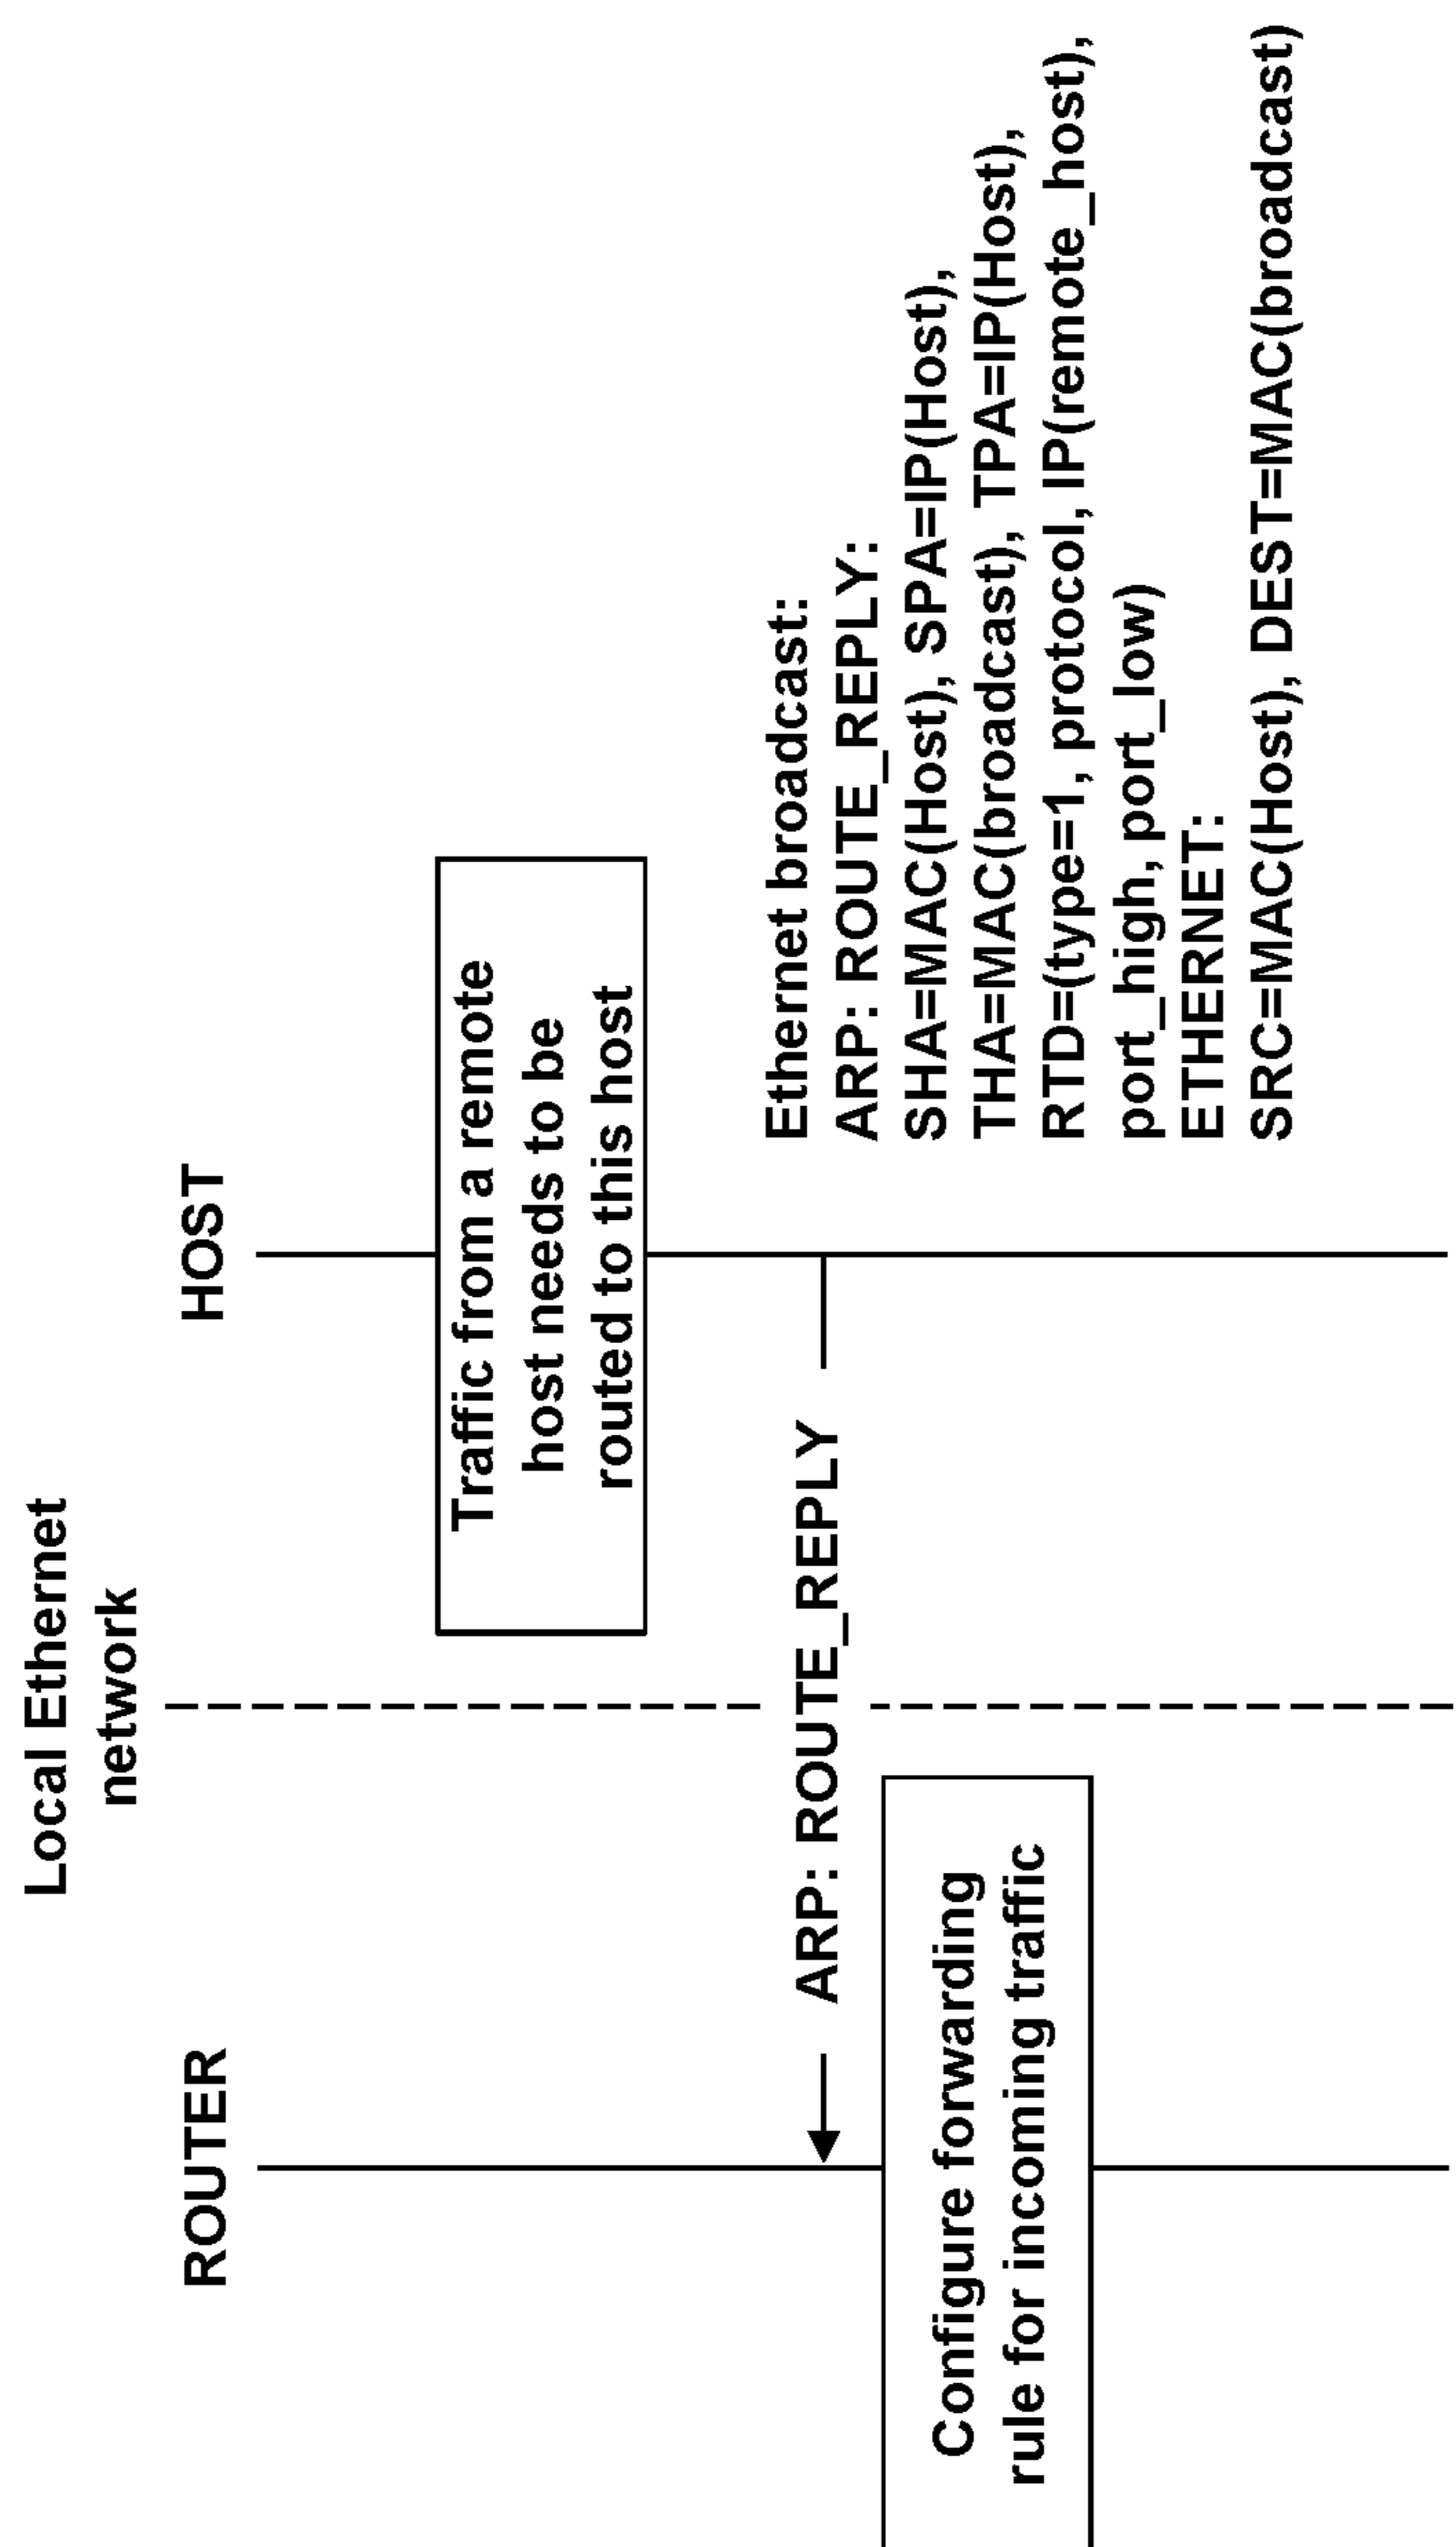 Local Ethernet
network
ROUTER
HOST
Traffic from a remote
host needs to be
routed to this host
ARP: ROUTE_REPLY
Ethernet broadcast:
ARP: ROUTE_REPLY:
SHA=MAC(Host), SPA=IP(Host),
THA=MAC(broadcast), TPA=IP(Host),
RTD=(type=1, protocol, IP(remote_host),
port_high, port_low)
ETHERNET:
SRC=MAC(Host), DEST=MAC(broadcast)
Configure forwarding
rule for incoming traffic